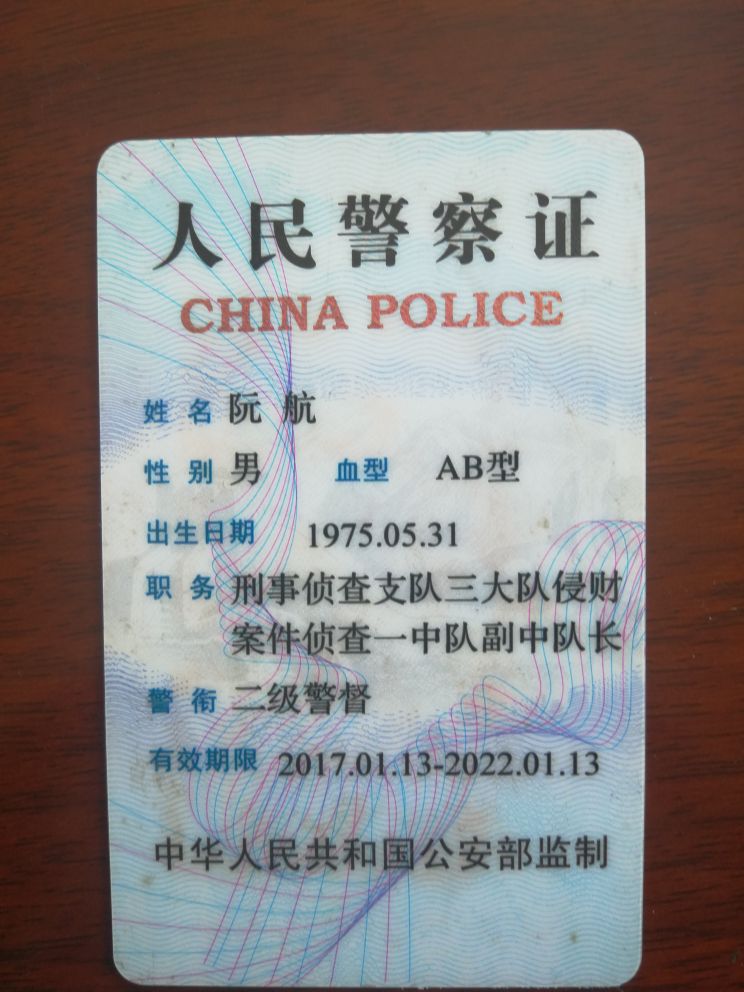 人民警察证
CHINA POLICE
姓名 阮航
性别 男 血型 AB型
出生日期 1975.05.31
职务 刑事侦查支队三大队侵财
案件侦查一中队副中队长
警衔 二级警督
有效期限 2017.01.13-2022.01.13
中华人民共和国公安部监制